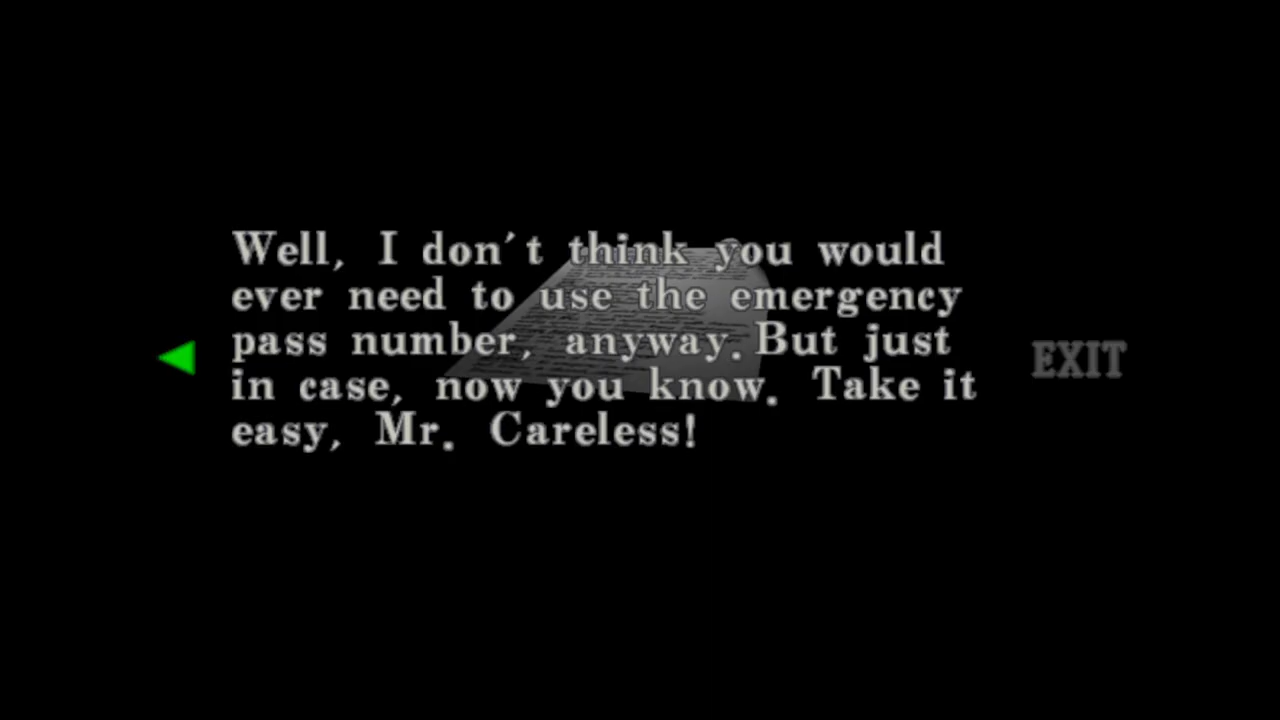 Well, I don't think you would
ever need to use the emergency
pass number, anyway. But just
in case, now you know. Take it
easy, Mr. Careless!
EXIT